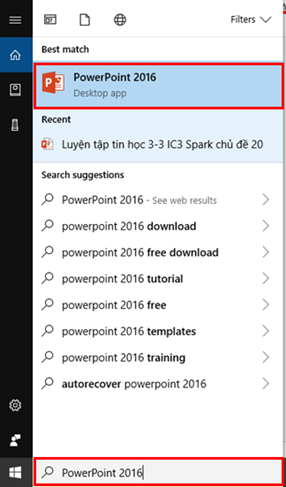 Filters
Best match
PowerPoint 2016
Desktop app
Recent
Luyện tập tin học 3-3 IC3 Spark chủ đề 20
Search suggestions
PowerPoint 2016 - See web results
powerpoint 2016 download
powerpoint 2016 free download
powerpoint 2016 tutorial
powerpoint 2016 free
powerpoint 2016 templates
powerpoint 2016 training
autorecover powerpoint 2016
PowerPoint 2016